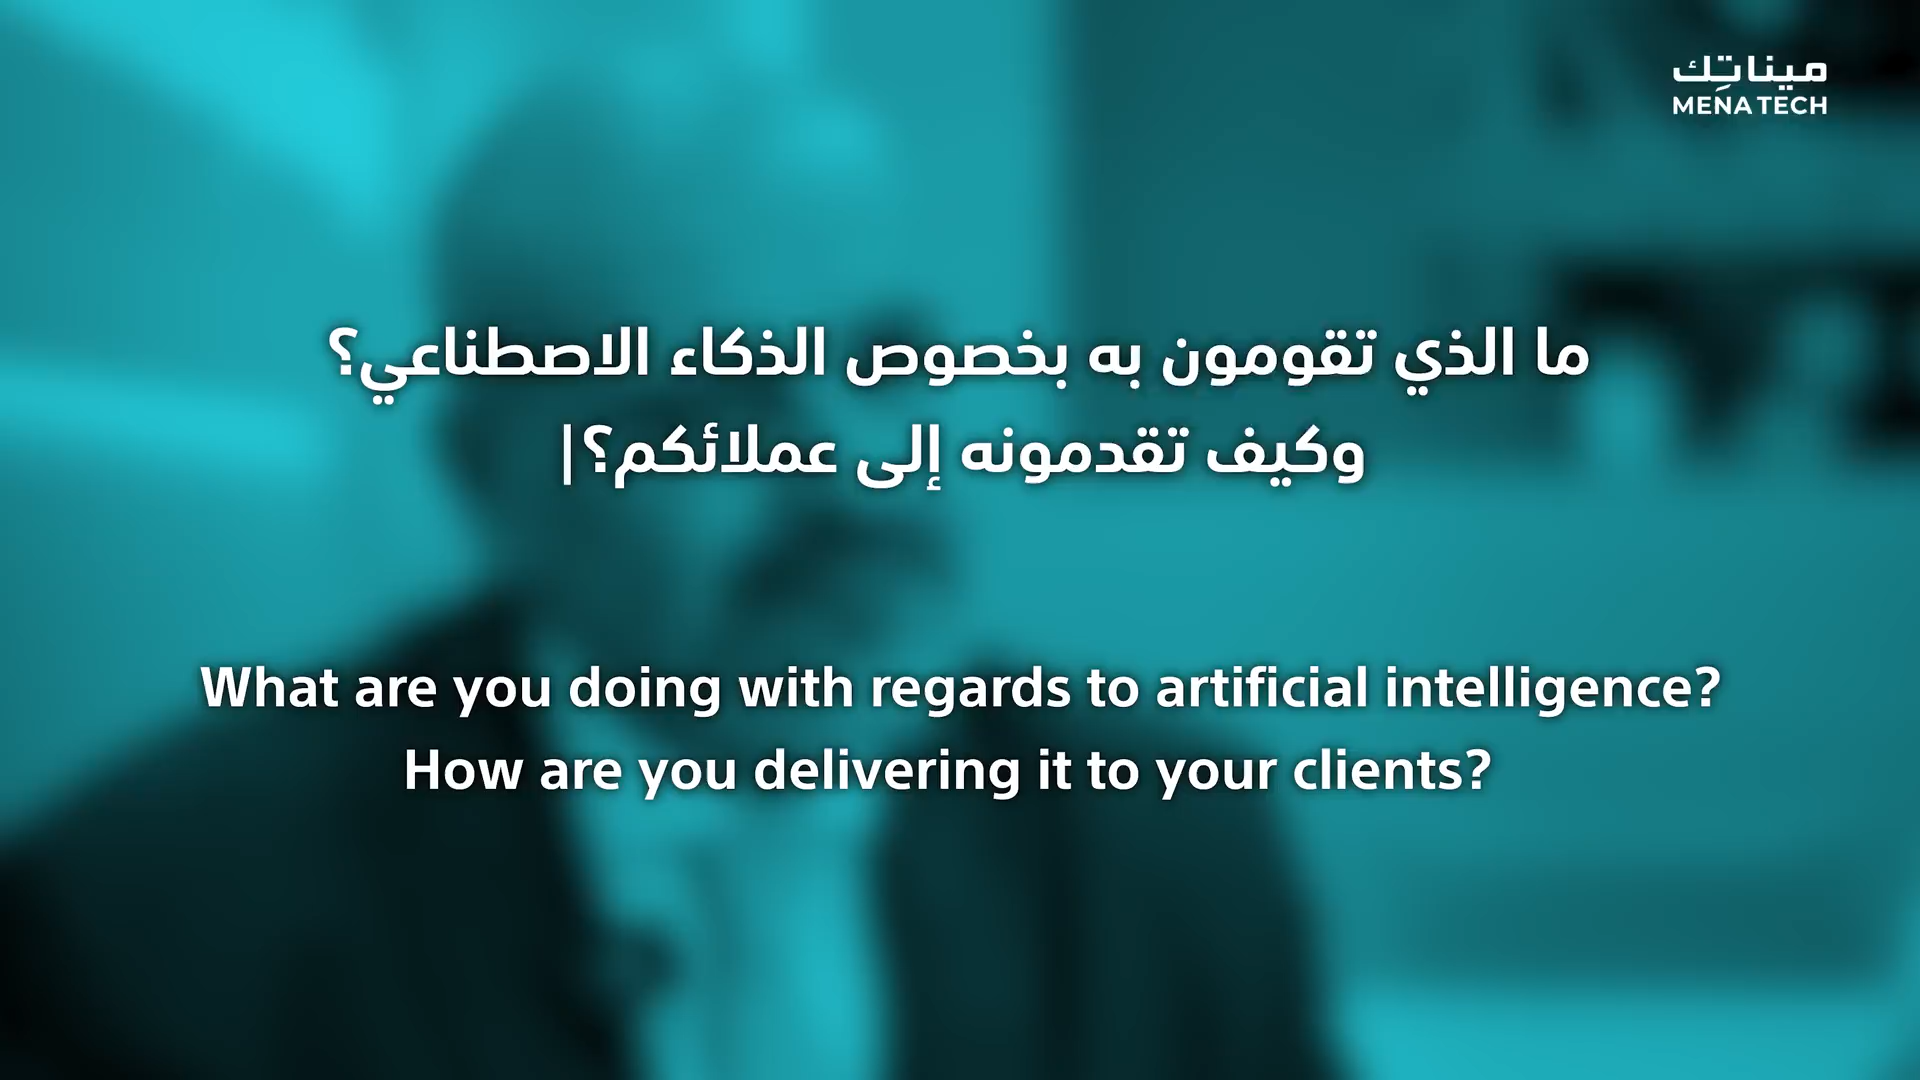 ميناتِك
MENA TECH
ما الذي تقومون به بخصوص الذكاء الاصطناعي؟
وكيف تقدمونه إلى عملائكم؟|
What are you doing with regards to artificial intelligence?
How are you delivering it to your clients?